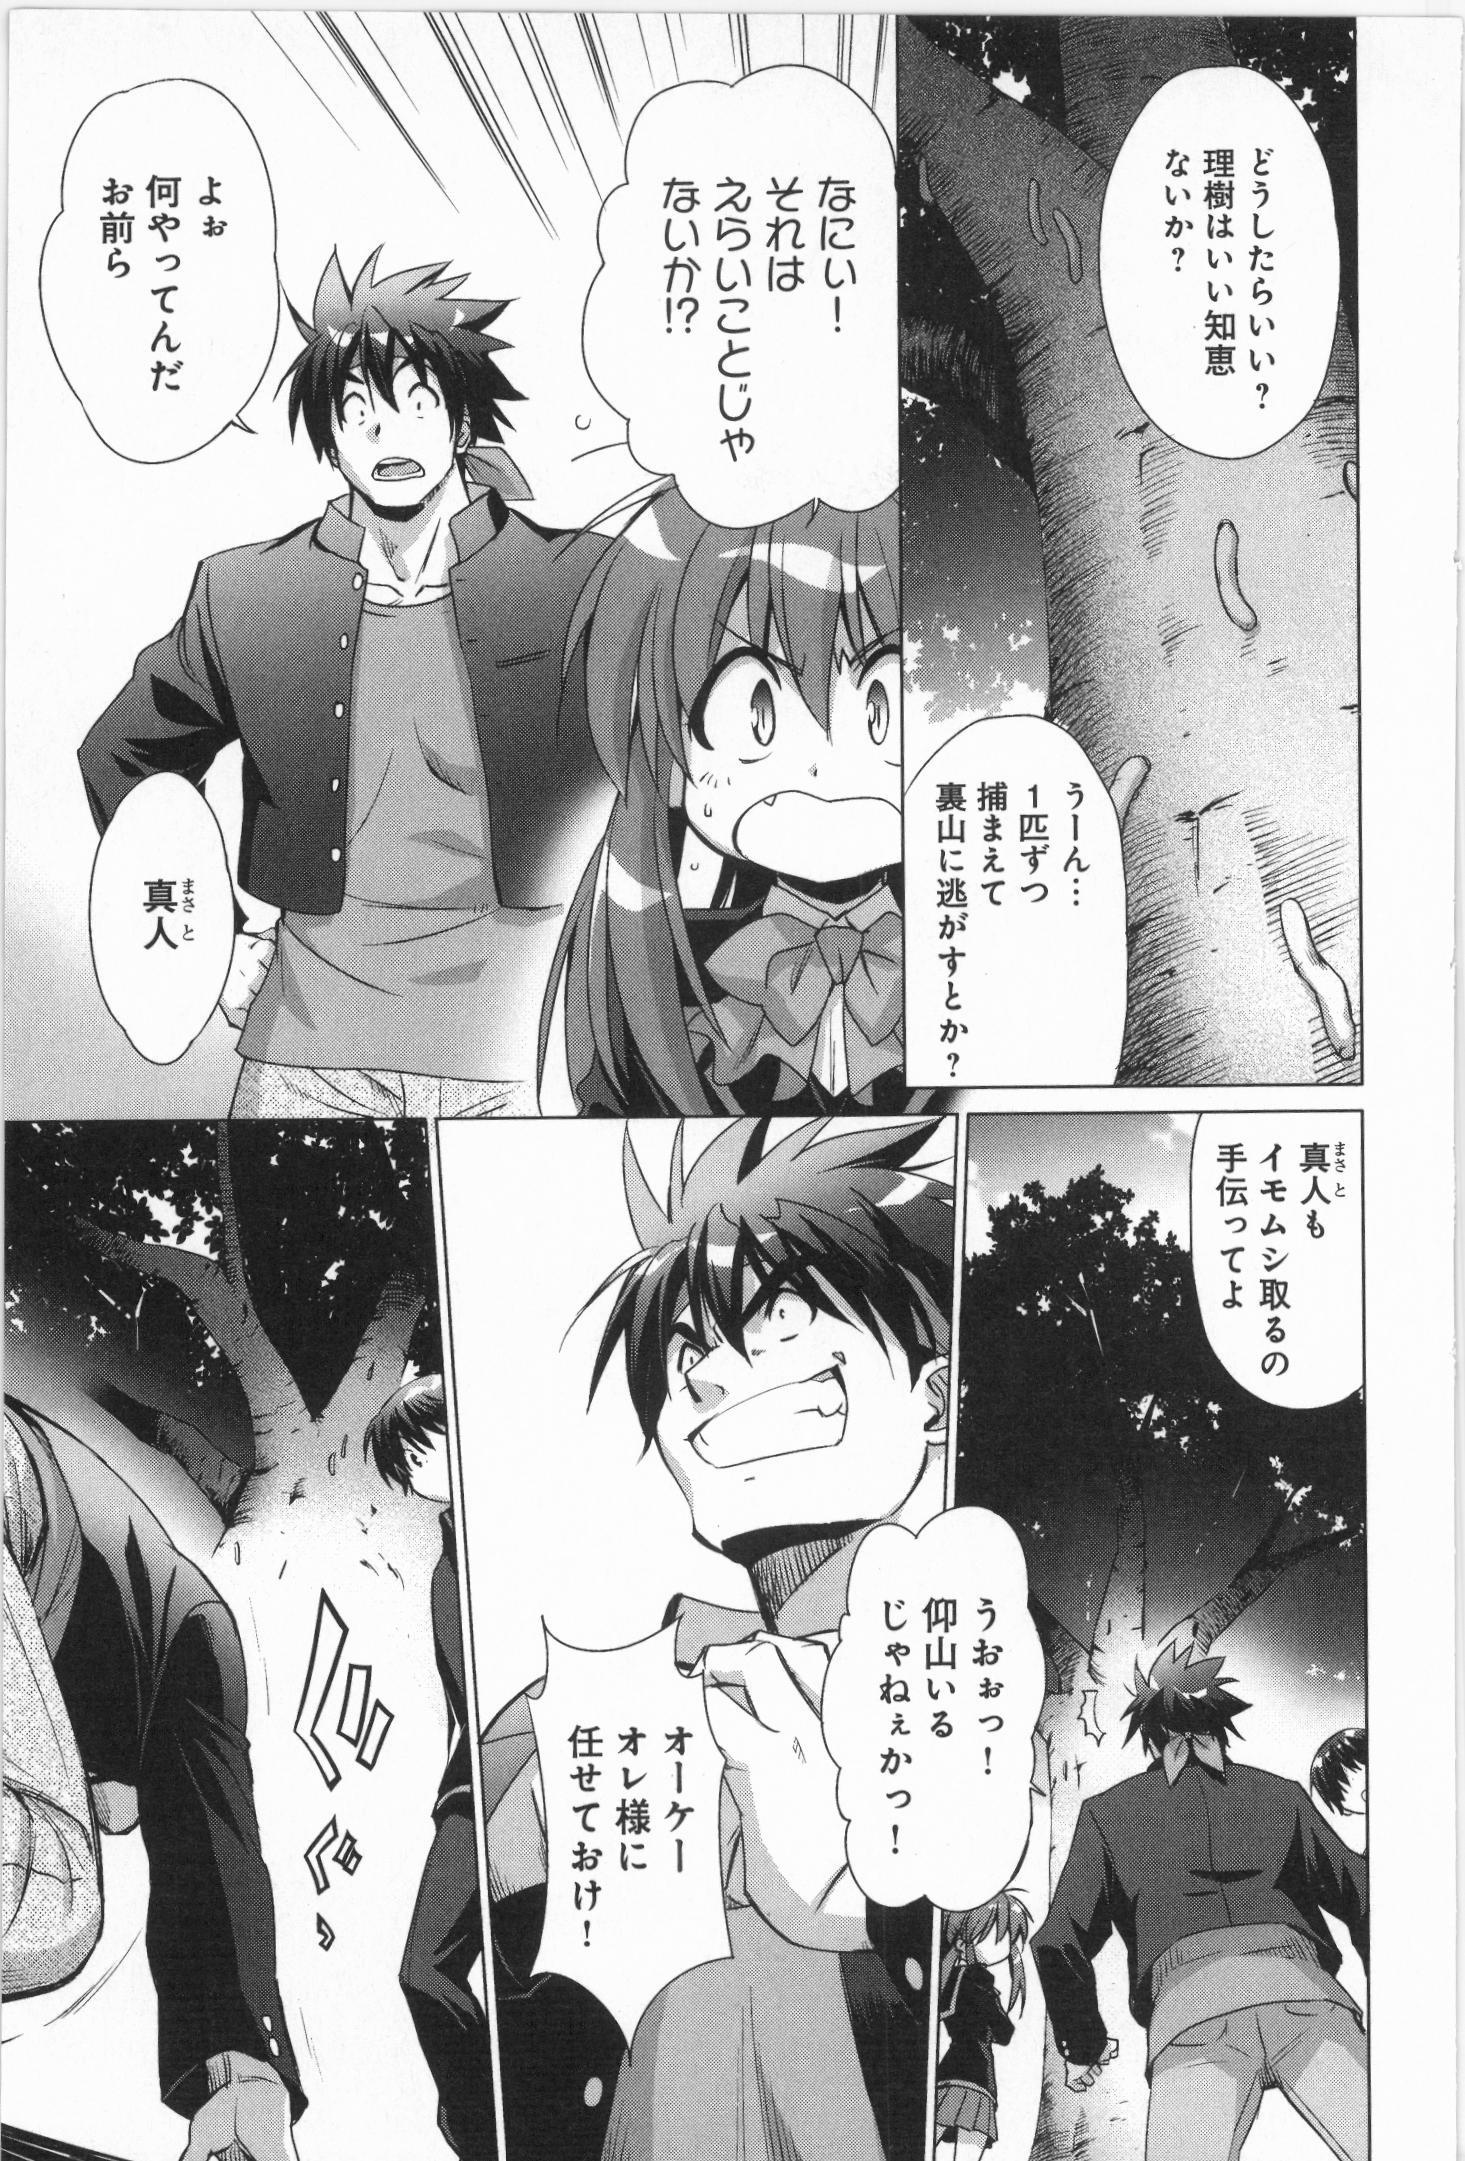 どうしたらいい?
理樹はいい知恵
ないか?
うーん…
1匹ずつ
捕まえて
裏山に逃がすとか?
なにい!
それは
えらいことじゃ
ないか!?
よぉ
何やってんだ
お前ら
真人
まさと
真人も
まさと
イモムシ取るの
手伝ってよ
うおぉっ!
仰山いる
じゃねぇかっ!
オーケー
オレ様に
任せておけ!